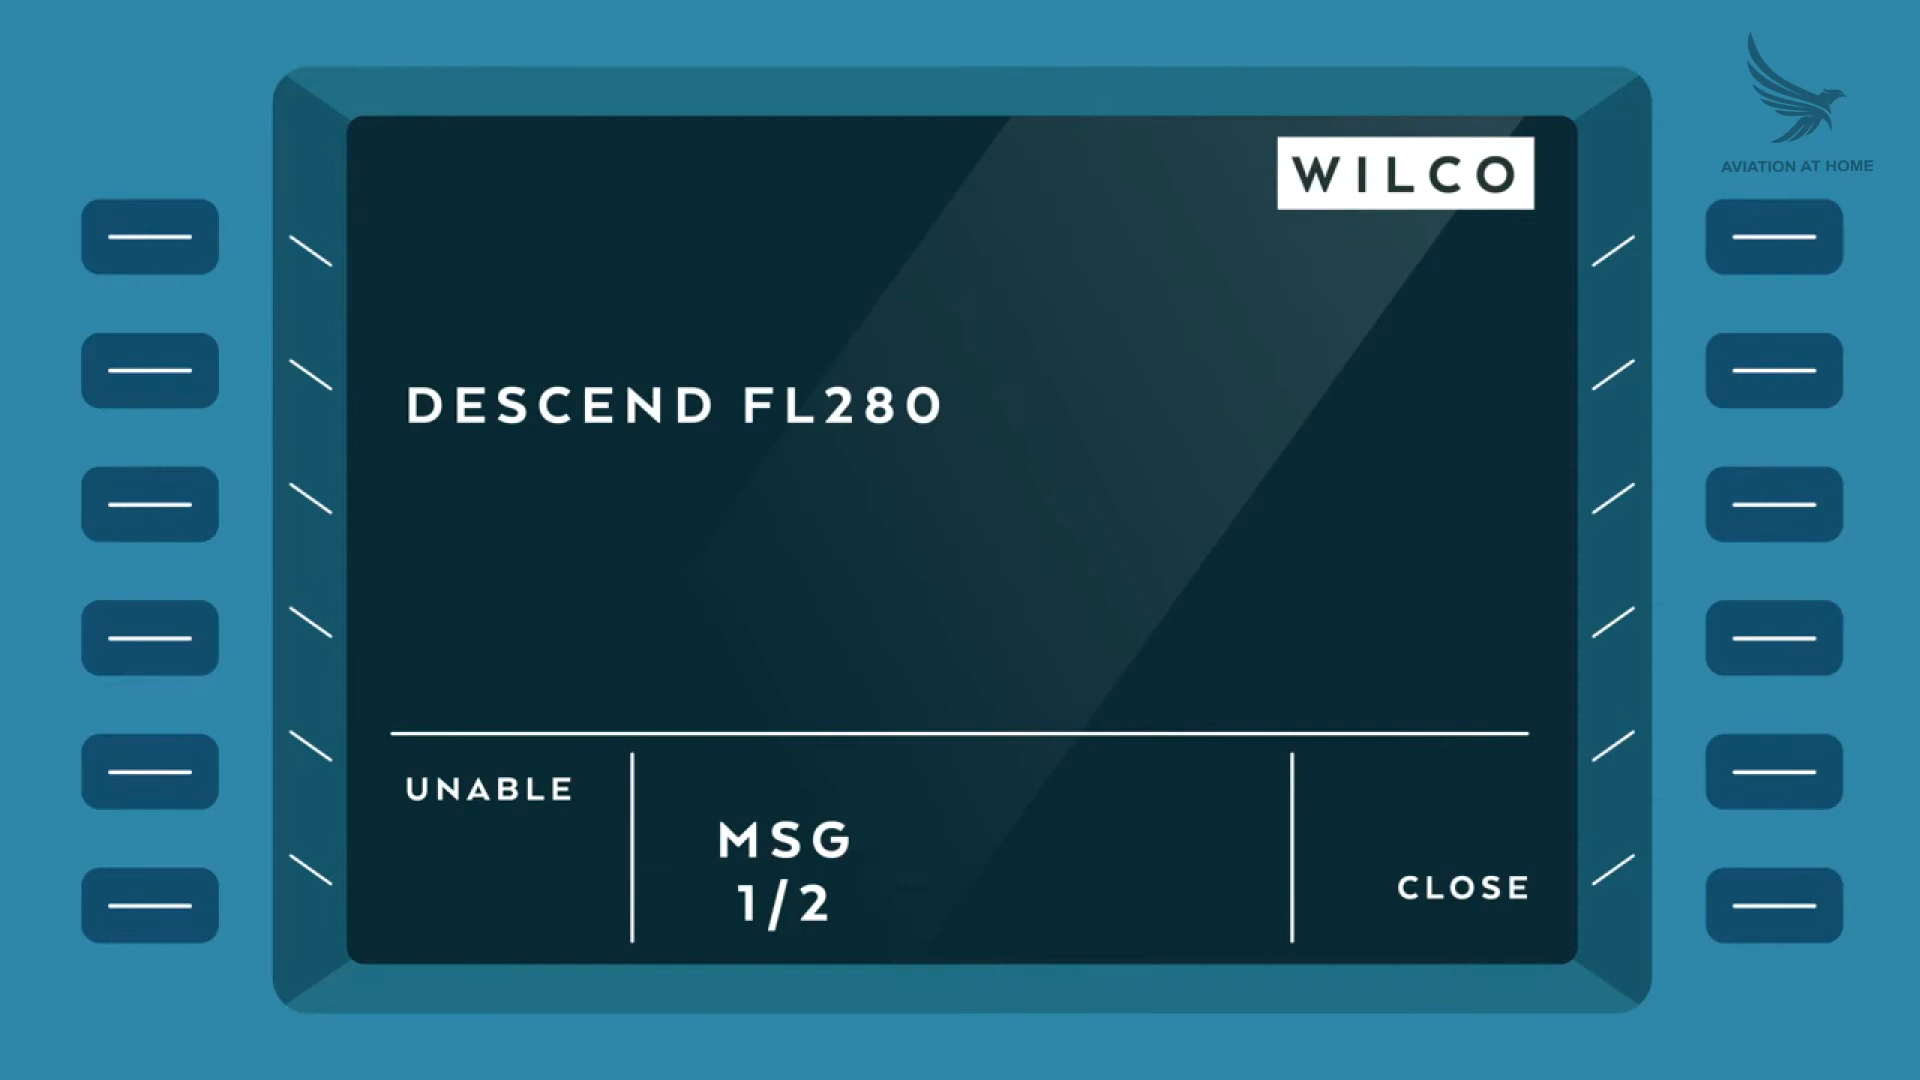 WILCO
AVIATION AT HOME
DESCEND FL280
UNABLE
MSG
1/2
CLOSE